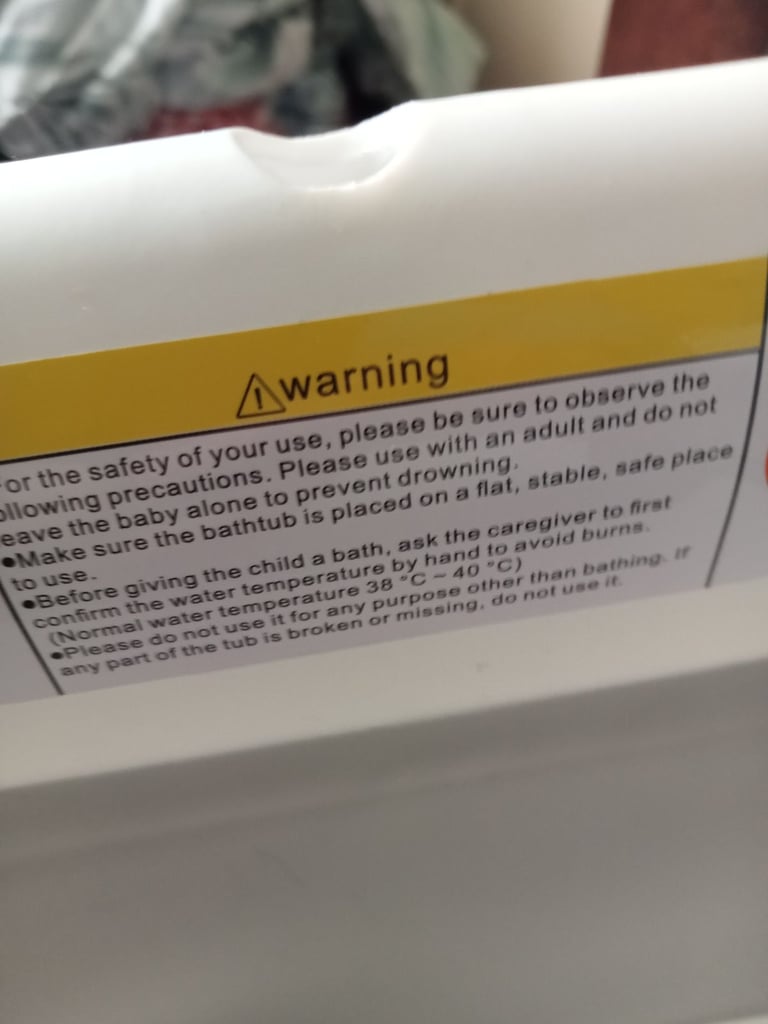 warning
or the safety of your use, please be sure to observe the
ollowing precautions. Please use with an adult and do not
eave the baby alone to prevent drowning.
●Make sure the bathtub is placed on a flat, stable, safe place
to use.
●Before giving the child a bath, ask the caregiver to first
confirm the water temperature by hand to avoid burns.
(Normal water temperature 38 °C ~ 40 °C)
●Please do not use it for any purpose other than bathing. If
any part of the tub is broken or missing, do not use it.